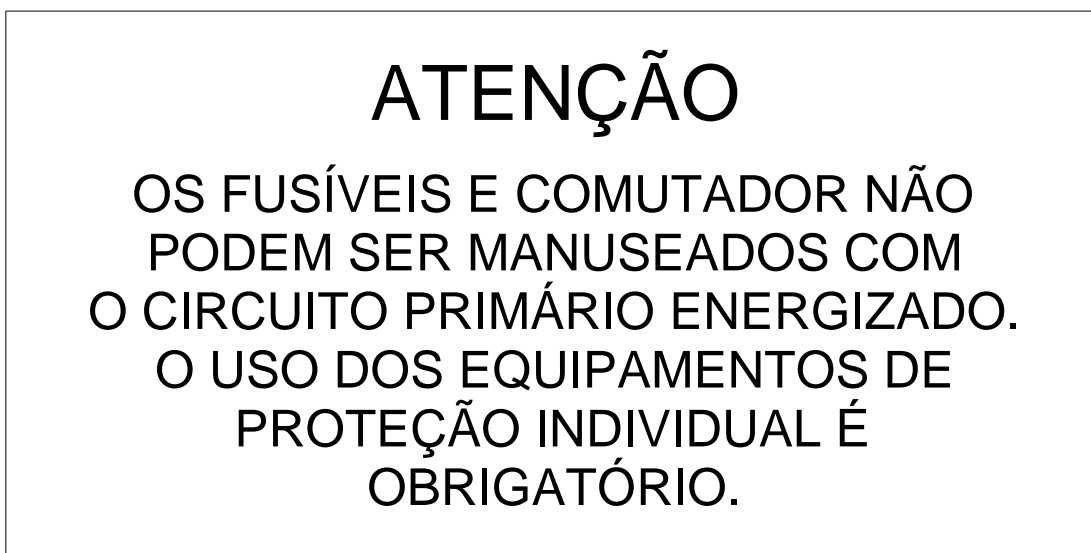 ATENÇÃO
OS FUSÍVEIS E COMUTADOR NÃO
PODEM SER MANUSEADOS COM
O CIRCUITO PRIMÁRIO ENERGIZADO.
O USO DOS EQUIPAMENTOS DE
PROTEÇÃO INDIVIDUAL É
OBRIGATÓRIO.